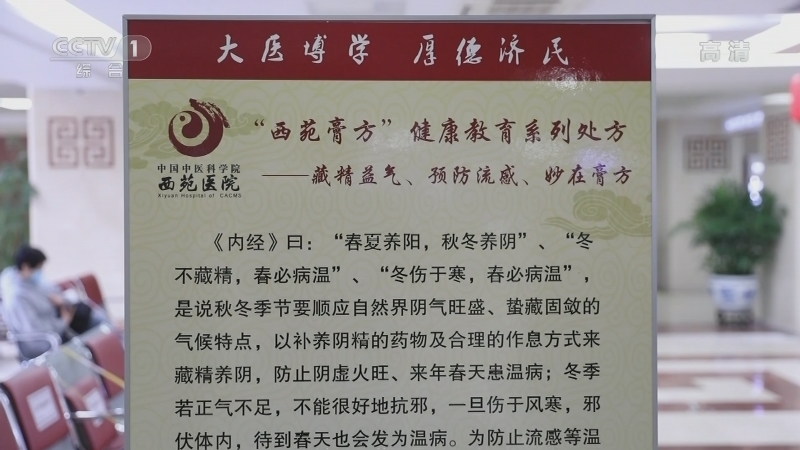 CCTV 1
综合
高清
大医博学 厚德济民
中国中医科学院
西苑医院
Xiyuan Hospital of CACMS
“西苑膏方”健康教育系列处方
——藏精益气、预防流感、妙在膏方
《内经》曰：“春夏养阳，秋冬养阴”、“冬
不藏精，春必病温”、“冬伤于寒，春必病温”，
是说秋冬季节要顺应自然界阴气旺盛、蛰藏固敛的
气候特点，以补养阴精的药物及合理的作息方式来
藏精养阴，防止阴虚火旺、来年春天患温病；冬季
若正气不足，不能很好地抗邪，一旦伤于风寒，邪
伏体内，待到春天也会发为温病。为防止流感等温